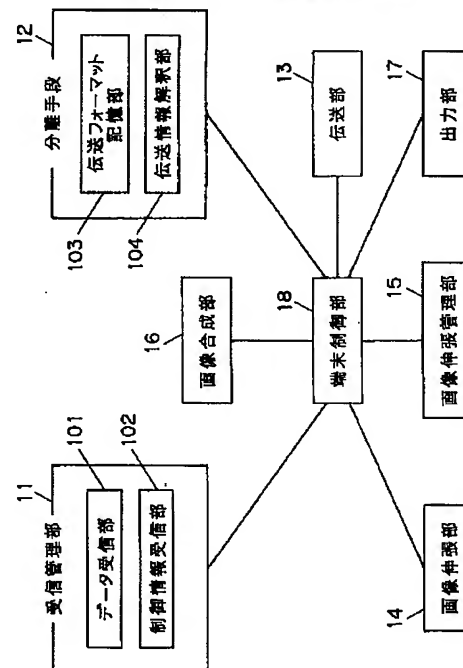 11
受信管理部
101
データ受信部
102
制御情報受信部
12
分離手段
103
伝送フォーマット
記憶部
104
伝送情報解釈部
16
画像合成部
18
端末制御部
13
伝送部
14
画像伸張部
15
画像伸張管理部
17
出力部